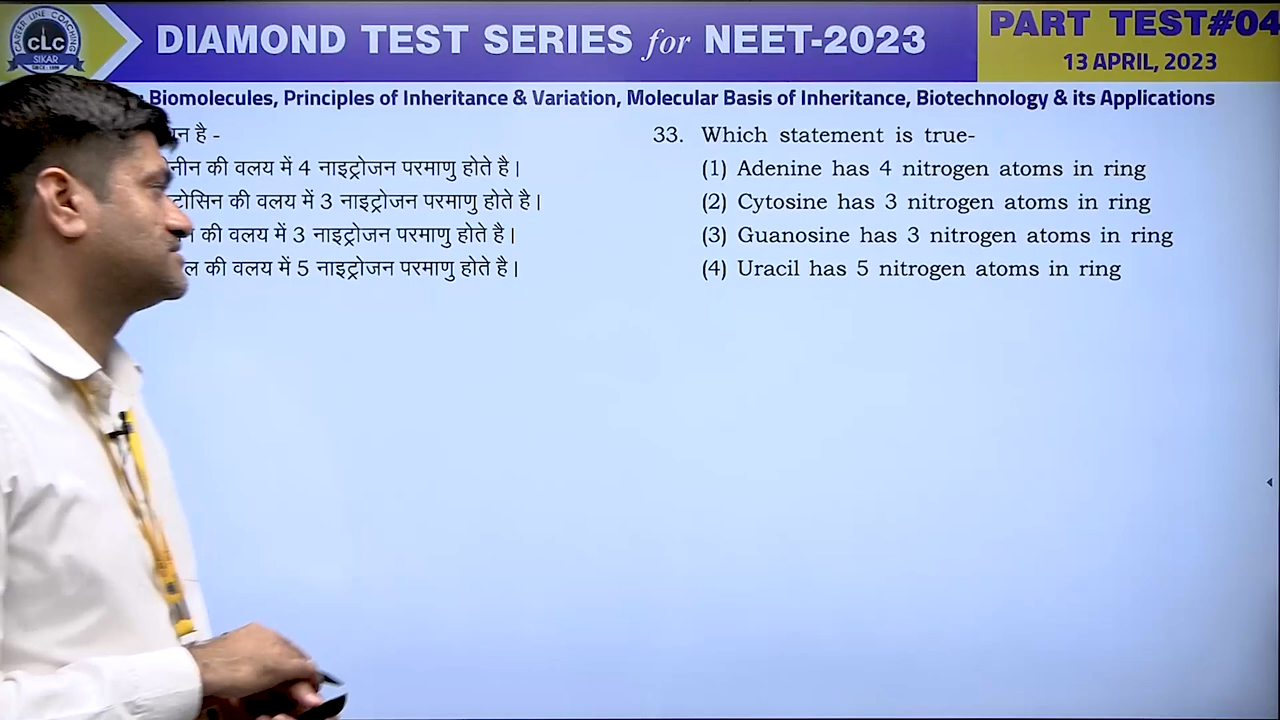 CAREER LINE COACHING
CLC
SIKAR
DIAMOND TEST SERIES for NEET-2023
PART TEST#04
13 APRIL, 2023
Biomolecules, Principles of Inheritance & Variation, Molecular Basis of Inheritance, Biotechnology & its Applications
है -
की वलय में 4 नाइट्रोजन परमाणु होते है।
की वलय में 3 नाइट्रोजन परमाणु होते है।
की वलय में 3 नाइट्रोजन परमाणु होते है।
की वलय में 5 नाइट्रोजन परमाणु होते है।
33. Which statement is true-
(1) Adenine has 4 nitrogen atoms in ring
(2) Cytosine has 3 nitrogen atoms in ring
(3) Guanosine has 3 nitrogen atoms in ring
(4) Uracil has 5 nitrogen atoms in ring